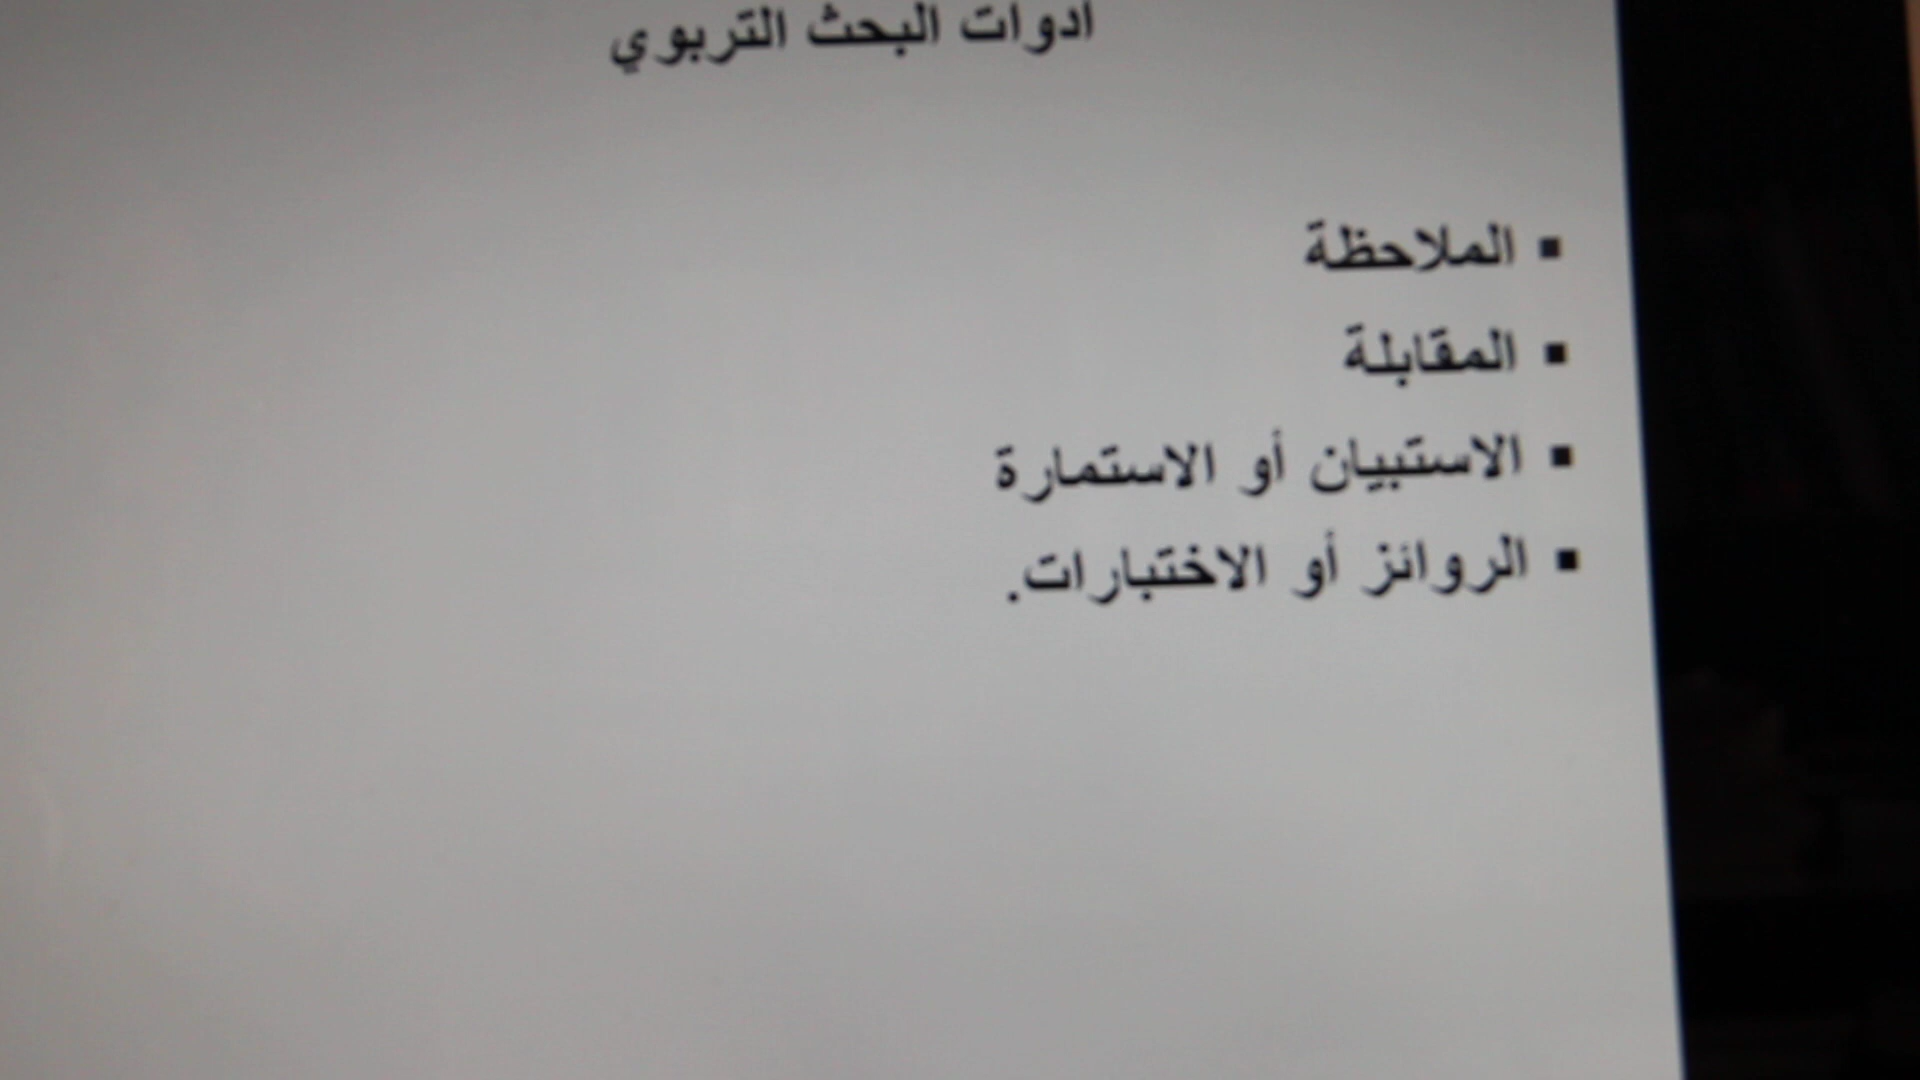 ادوات البحث التربوي
▪ الملاحظة
▪ المقابلة
▪ الاستبيان أو الاستمارة
▪ الروائز أو الاختبارات.